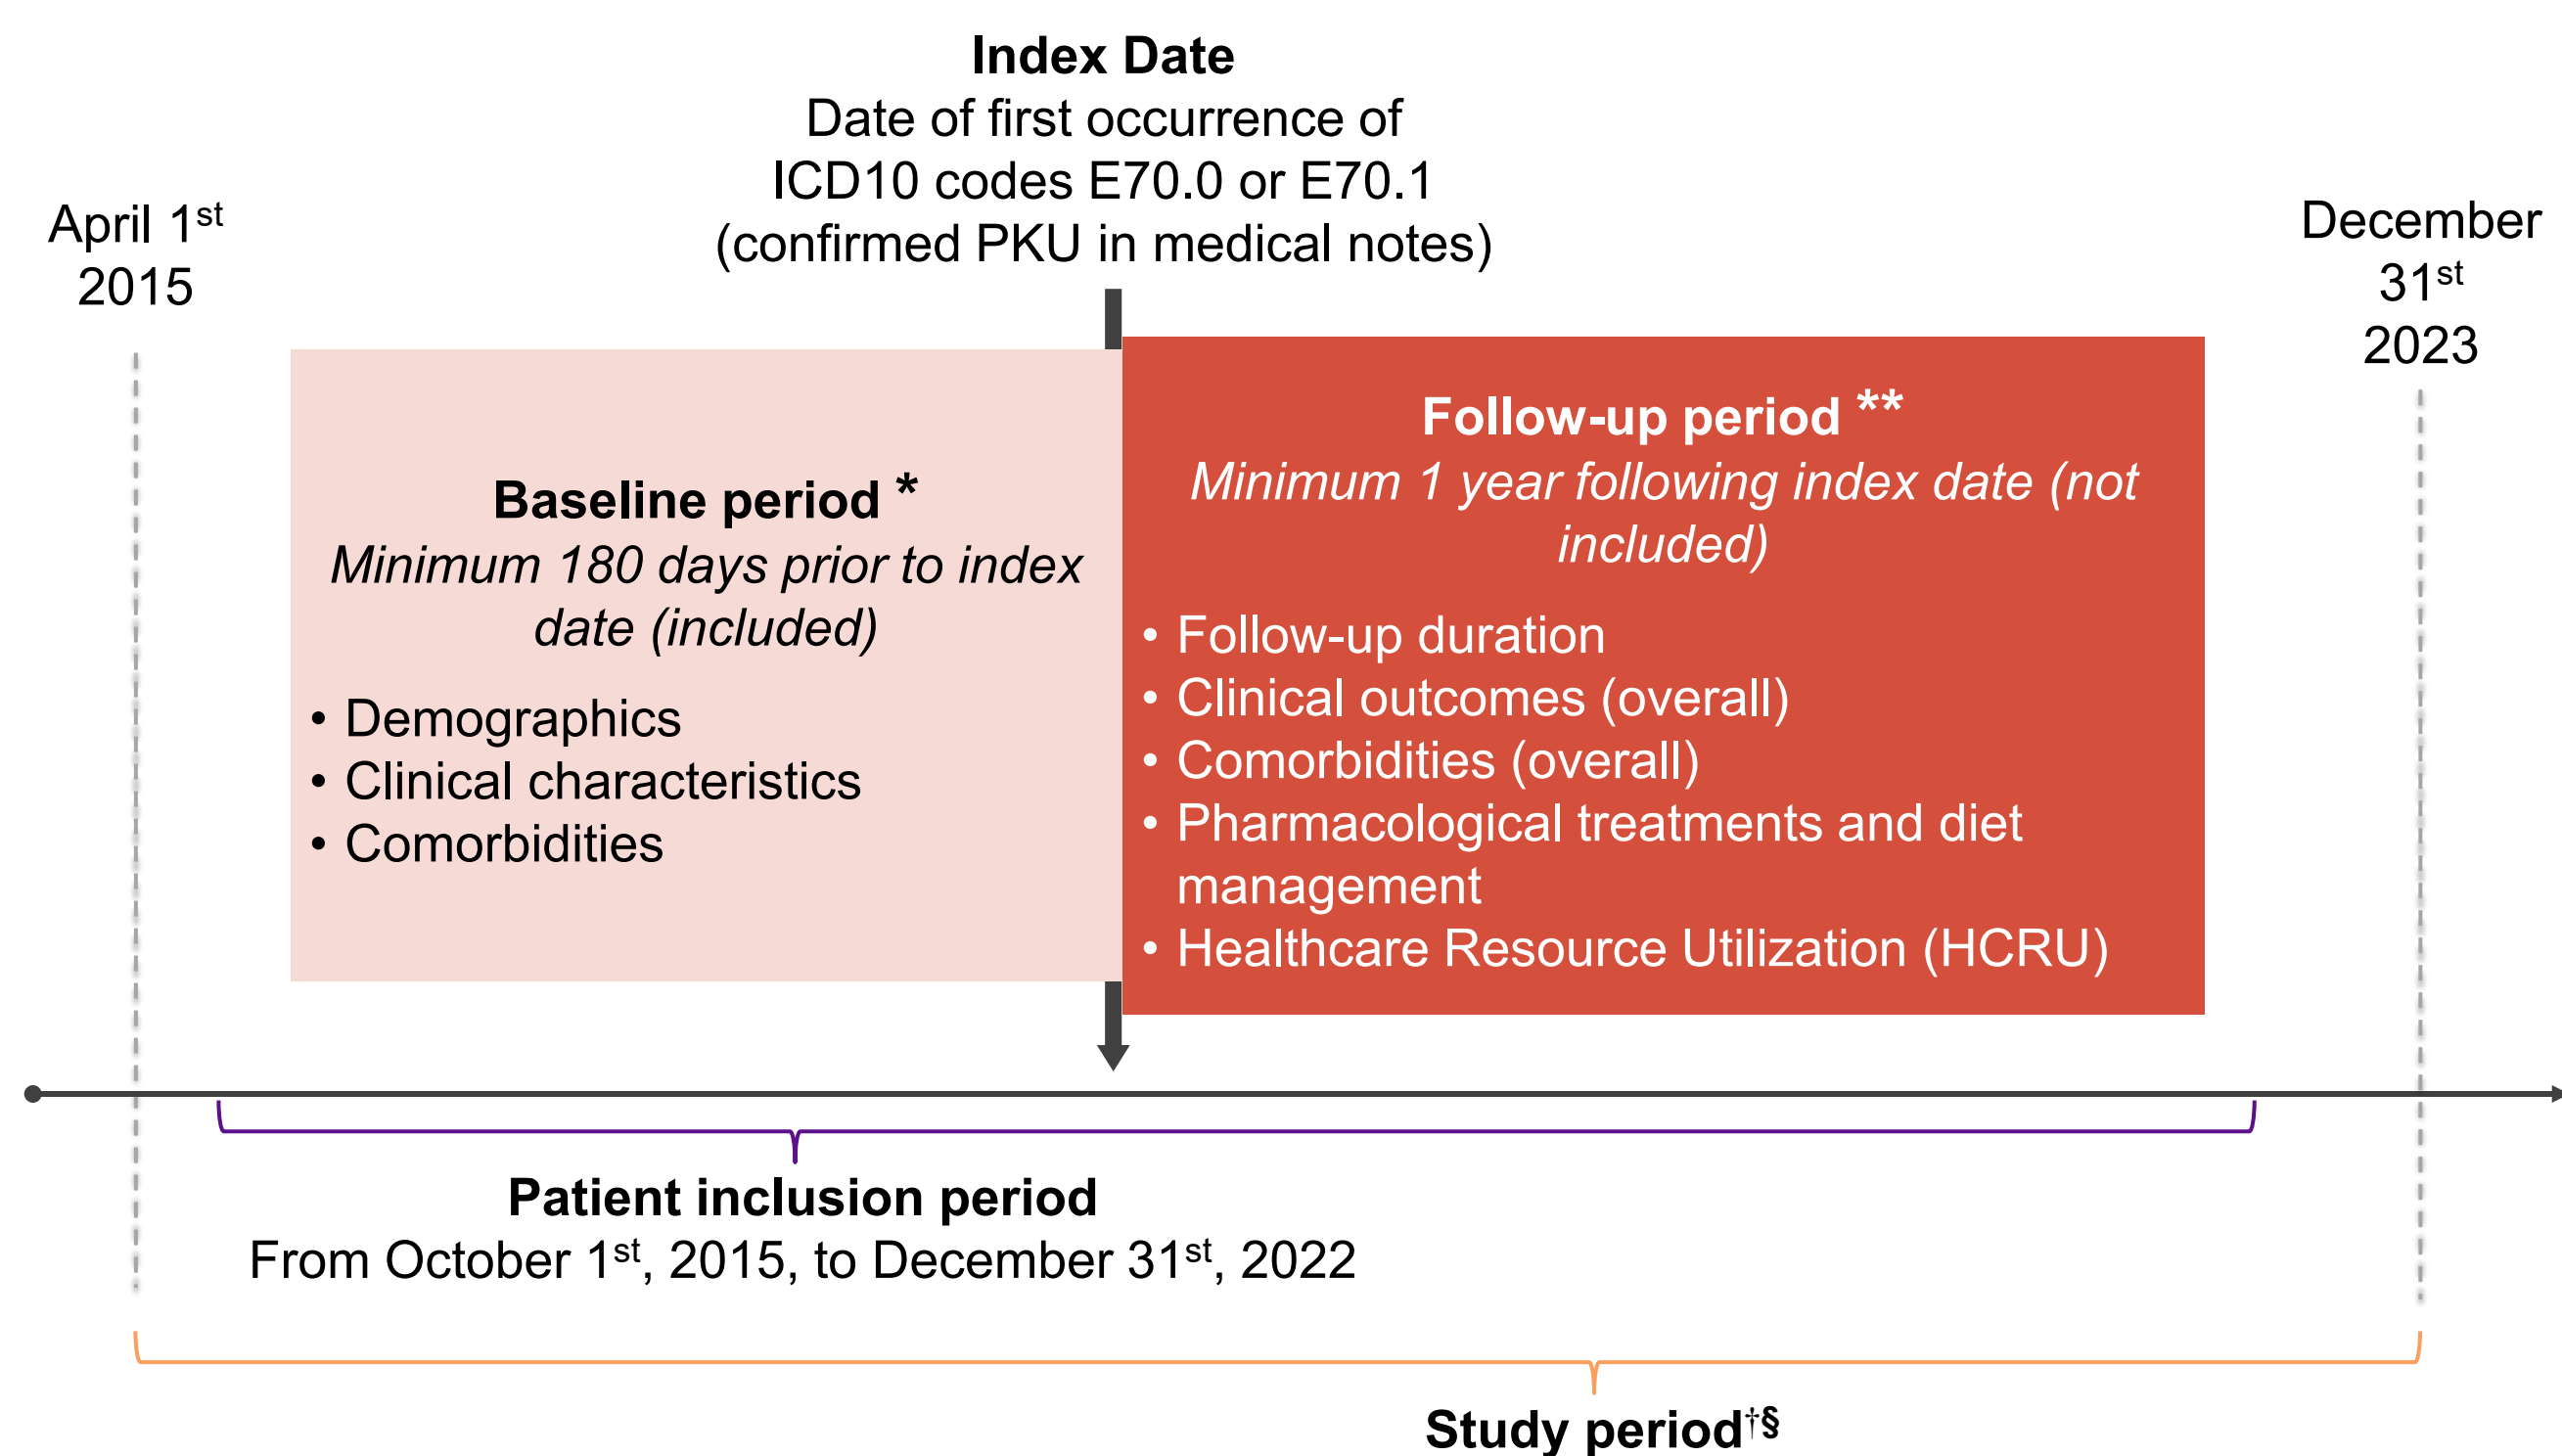 Index Date
Date of first occurrence of
ICD10 codes E70.0 or E70.1
(confirmed PKU in medical notes)
April 1st
2015
December
31st
2023
Baseline period *
Minimum 180 days prior to index
date (included)
• Demographics
• Clinical characteristics
• Comorbidities
Follow-up period **
Minimum 1 year following index date (not
included)
• Follow-up duration
• Clinical outcomes (overall)
• Comorbidities (overall)
• Pharmacological treatments and diet
management
• Healthcare Resource Utilization (HCRU)
Patient inclusion period
From October 1st, 2015, to December 31st, 2022
Study period†§